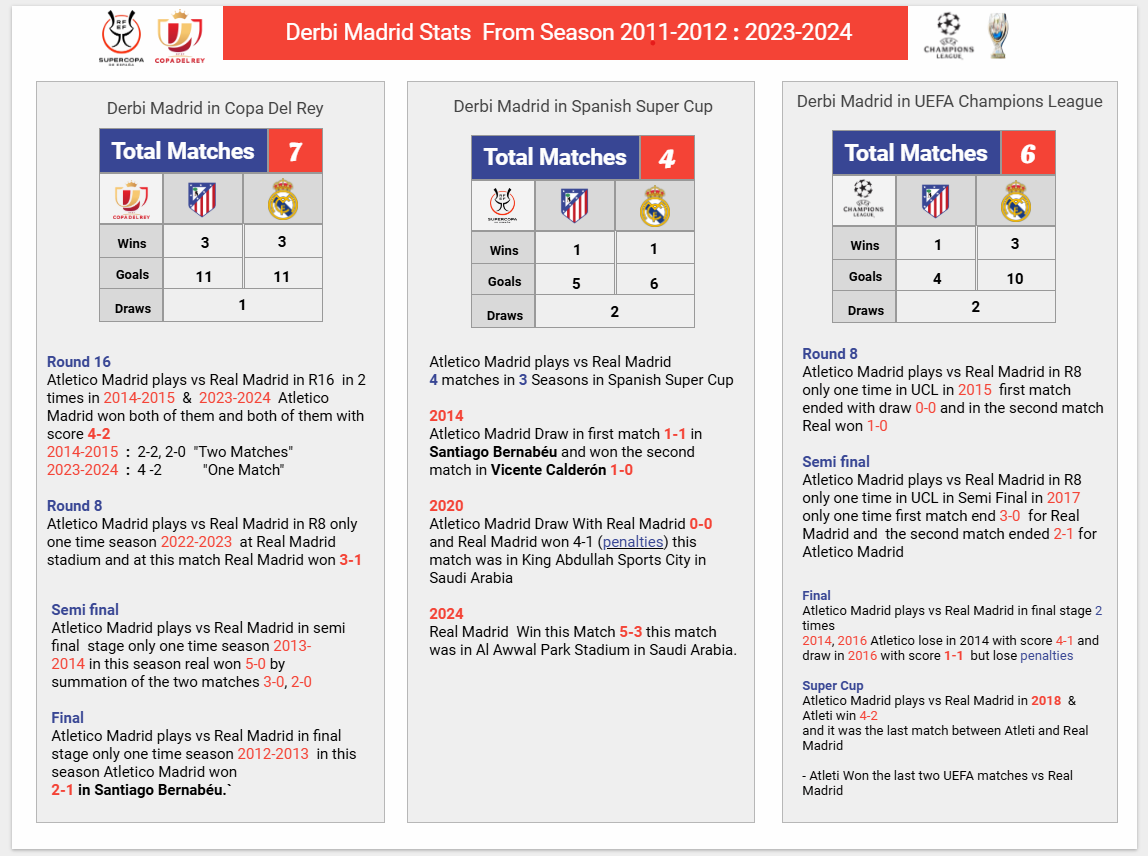 SUPERCOPA
DE ESPAÑA
COPA DEL REY
Derbi Madrid Stats From Season 2011-2012 : 2023-2024
CHAMPIONS
LEAGUE
Derbi Madrid in Copa Del Rey
Total Matches 7
COPA DEL REY
Wins 3 3
Goals 11 11
Draws 1
Round 16
Atletico Madrid plays vs Real Madrid in R16 in 2
times in 2014-2015 & 2023-2024 Atletico
Madrid won both of them and both of them with
score 4-2
2014-2015 : 2-2, 2-0 "Two Matches"
2023-2024 : 4 -2 "One Match"
Round 8
Atletico Madrid plays vs Real Madrid in R8 only
one time season 2022-2023 at Real Madrid
stadium and at this match Real Madrid won 3-1
Semi final
Atletico Madrid plays vs Real Madrid in semi
final stage only one time season 2013-
2014 in this season real won 5-0 by
summation of the two matches 3-0, 2-0
Final
Atletico Madrid plays vs Real Madrid in final
stage only one time season 2012-2013 in this
season Atletico Madrid won
2-1 in Santiago Bernabéu.`
Derbi Madrid in Spanish Super Cup
Total Matches 4
SUPERCOPA
Wins 1 1
Goals 5 6
Draws 2
Atletico Madrid plays vs Real Madrid
4 matches in 3 Seasons in Spanish Super Cup
2014
Atletico Madrid Draw in first match 1-1 in
Santiago Bernabéu and won the second
match in Vicente Calderón 1-0
2020
Atletico Madrid Draw With Real Madrid 0-0
and Real Madrid won 4-1 (penalties) this
match was in King Abdullah Sports City in
Saudi Arabia
2024
Real Madrid Win this Match 5-3 this match
was in Al Awwal Park Stadium in Saudi Arabia.
Derbi Madrid in UEFA Champions League
Total Matches 6
CHAMPIONS
LEAGUE
Wins 1 3
Goals 4 10
Draws 2
Round 8
Atletico Madrid plays vs Real Madrid in R8
only one time in UCL in 2015 first match
ended with draw 0-0 and in the second match
Real won 1-0
Semi final
Atletico Madrid plays vs Real Madrid in R8
only one time in UCL in Semi Final in 2017
only one time first match end 3-0 for Real
Madrid and the second match ended 2-1 for
Atletico Madrid
Final
Atletico Madrid plays vs Real Madrid in final stage 2
times
2014, 2016 Atletico lose in 2014 with score 4-1 and
draw in 2016 with score 1-1 but lose penalties
Super Cup
Atletico Madrid plays vs Real Madrid in 2018 &
Atleti win 4-2
and it was the last match between Atleti and Real
Madrid
- Atleti Won the last two UEFA matches vs Real
Madrid